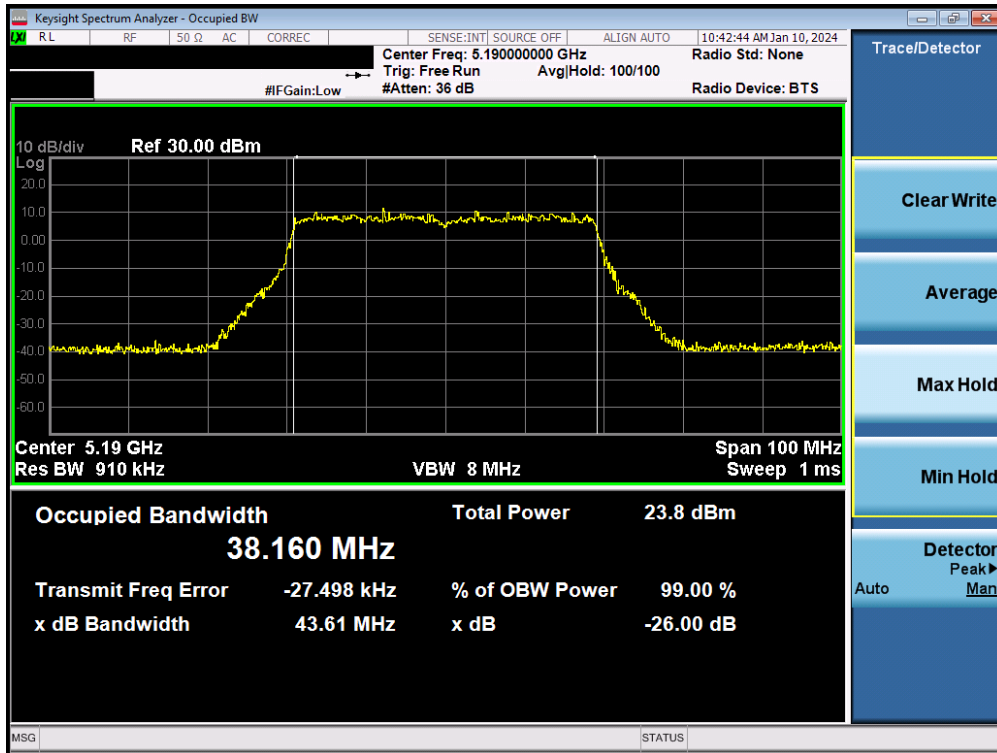 Keysight Spectrum Analyzer - Occupied BW
LXI RL RF 50 Ω AC CORREC SENSE:INT SOURCE OFF ALIGN AUTO 10:42:44 AM Jan 10, 2024
Center Freq: 5.190000000 GHz Radio Std: None
Trig: Free Run Avg|Hold: 100/100
#IFGain:Low #Atten: 36 dB Radio Device: BTS
Trace/Detector
10 dB/div Ref 30.00 dBm
Log
20.0
10.0
0.00
-10.0
-20.0
-30.0
-40.0
-50.0
-60.0
Center 5.19 GHz Span 100 MHz
Res BW 910 kHz VBW 8 MHz Sweep 1 ms
Occupied Bandwidth Total Power 23.8 dBm
38.160 MHz
Transmit Freq Error -27.498 kHz % of OBW Power 99.00 %
x dB Bandwidth 43.61 MHz x dB -26.00 dB
Clear Write
Average
Max Hold
Min Hold
Detector
Peak▶
Auto Man
MSG STATUS